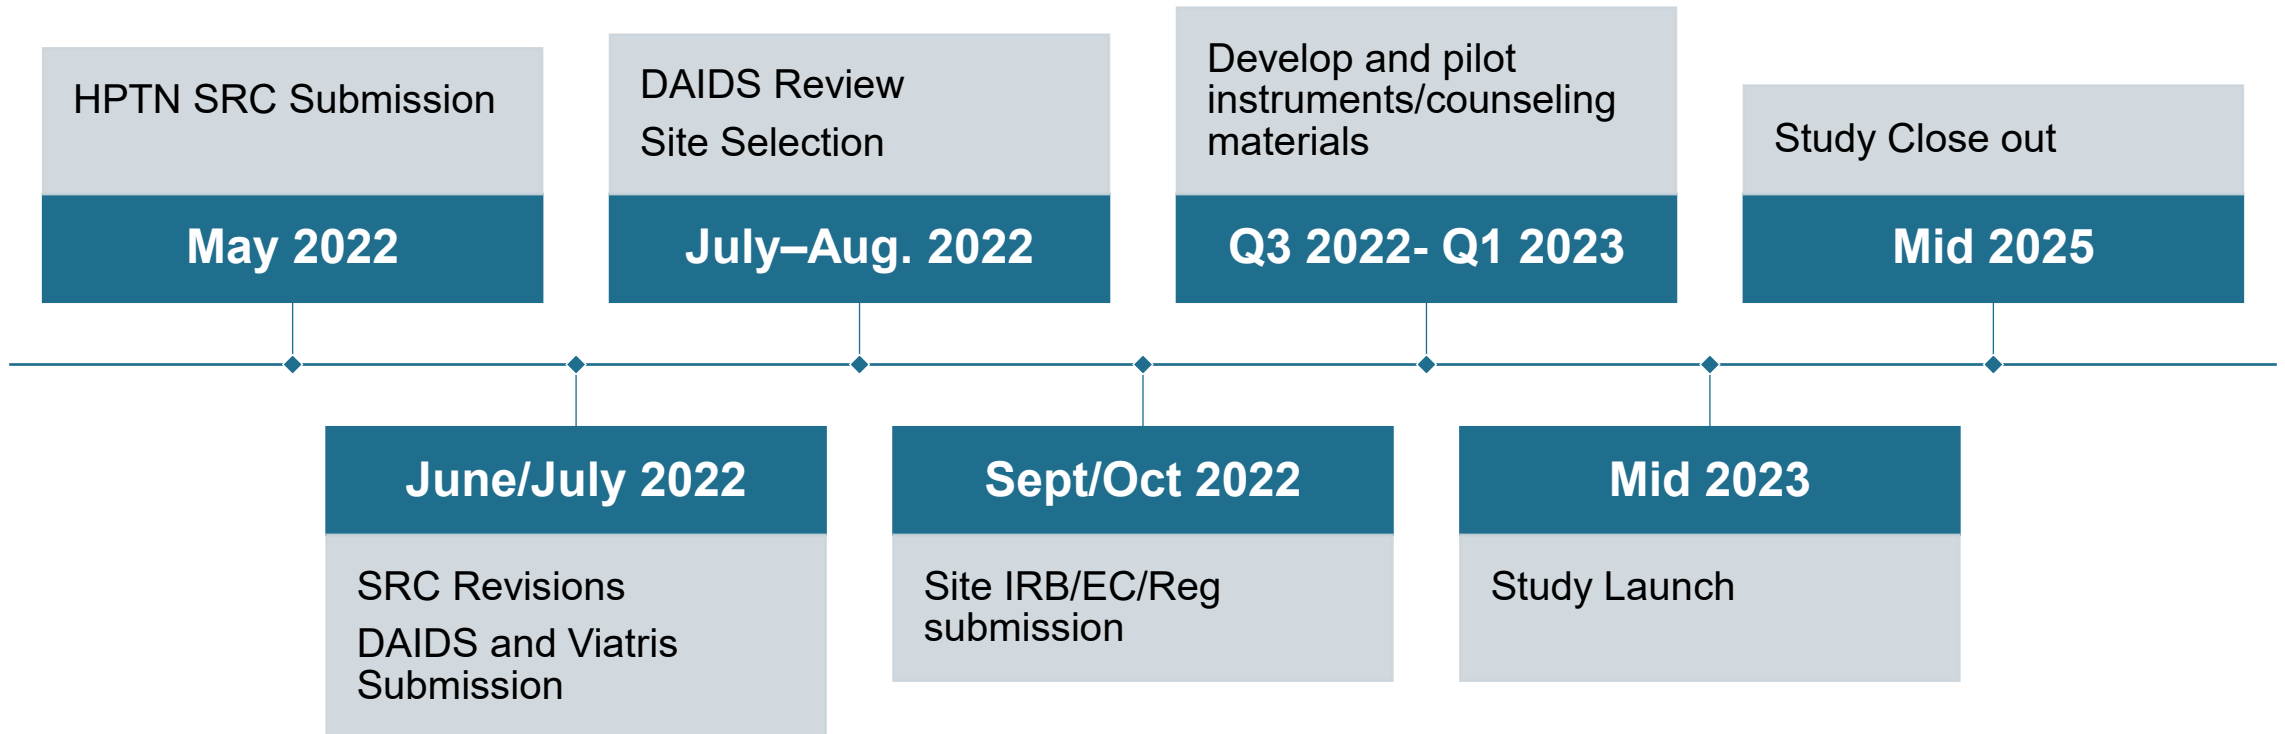 HPTN SRC Submission
May 2022
June/July 2022
SRC Revisions
DAIDS and Viatris
Submission
DAIDS Review
Site Selection
July–Aug. 2022
Sept/Oct 2022
Site IRB/EC/Reg
submission
Develop and pilot
instruments/counseling
materials
Q3 2022- Q1 2023
Mid 2023
Study Launch
Study Close out
Mid 2025